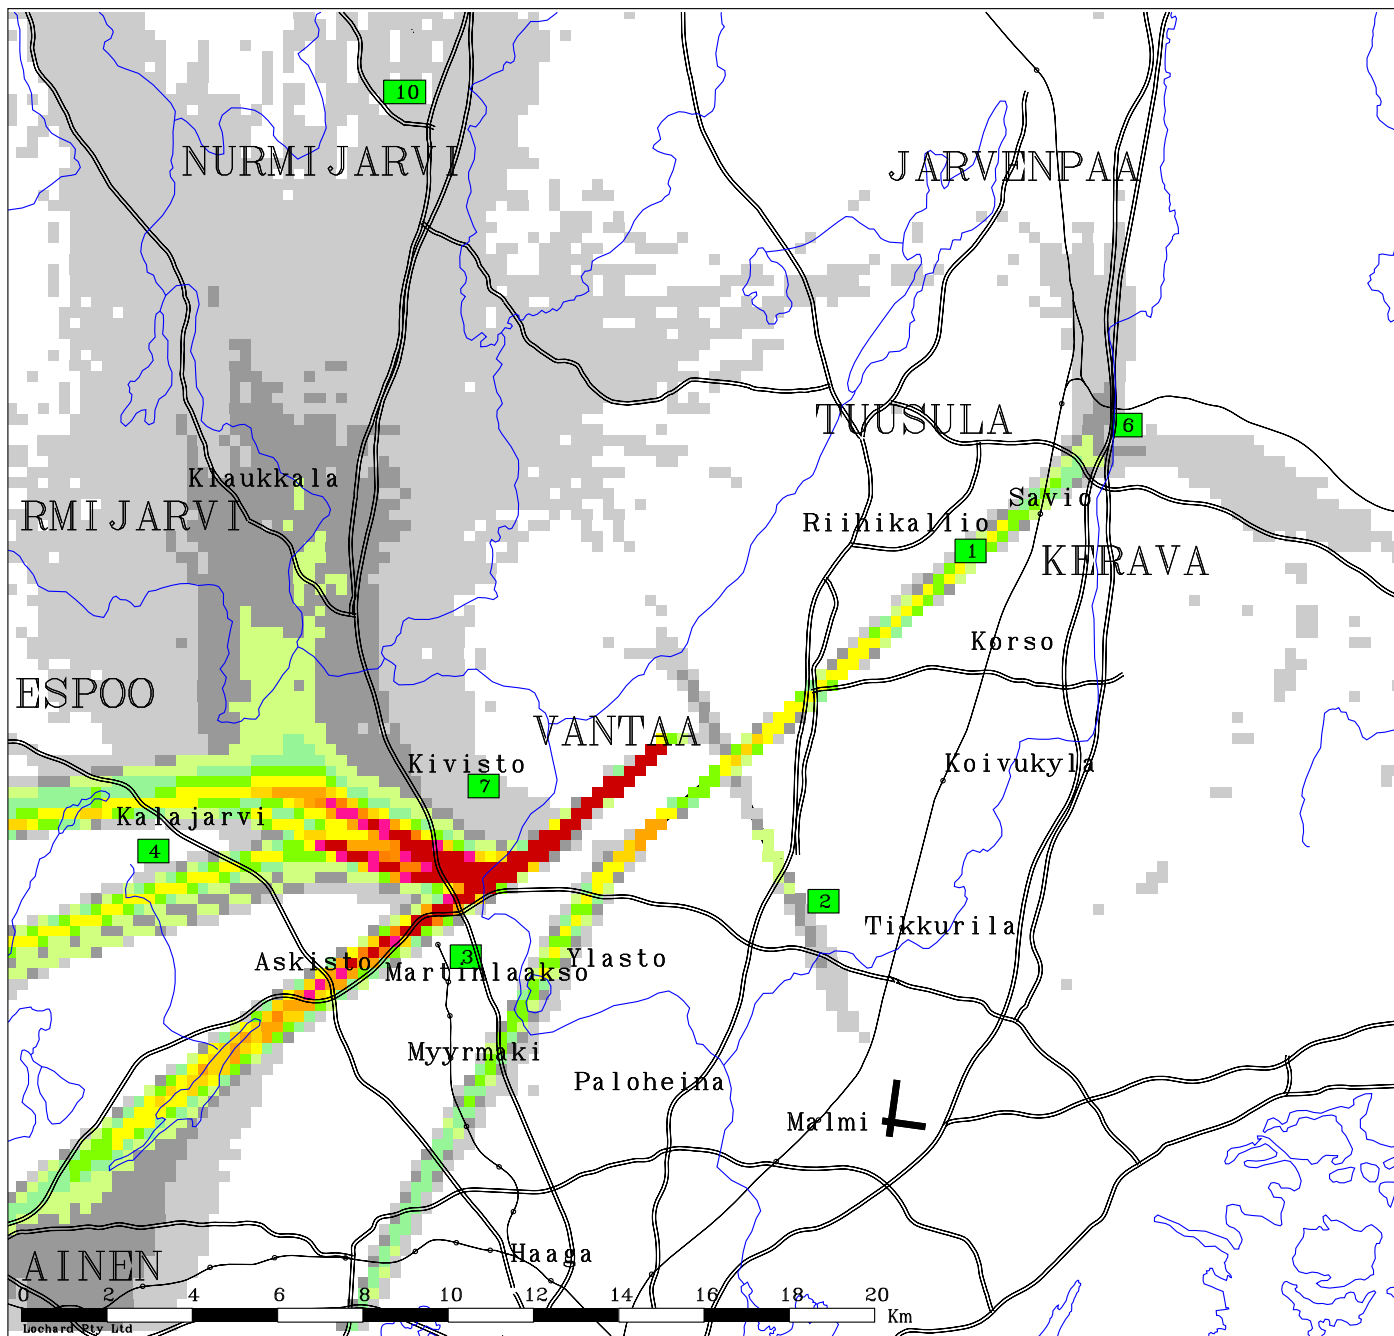 10
NURMIJARVI
JARVENPAA
TUUSULA
6
Klaukkala
Savio
RMIJARVI
Riihikallio
1
KERAVA
Korso
ESPOO
VANTAA
Kivisto
Koivukyla
7
Kalajarvi
4
2
Tikkurila
3
Ylasto
Askisto
Martinlaakso
Myyrmaki
Paloheina
Malmi
Haaga
AINEN
0 2 4 6 8 10 12 14 16 18 20
Km
Lochard Pty Ltd